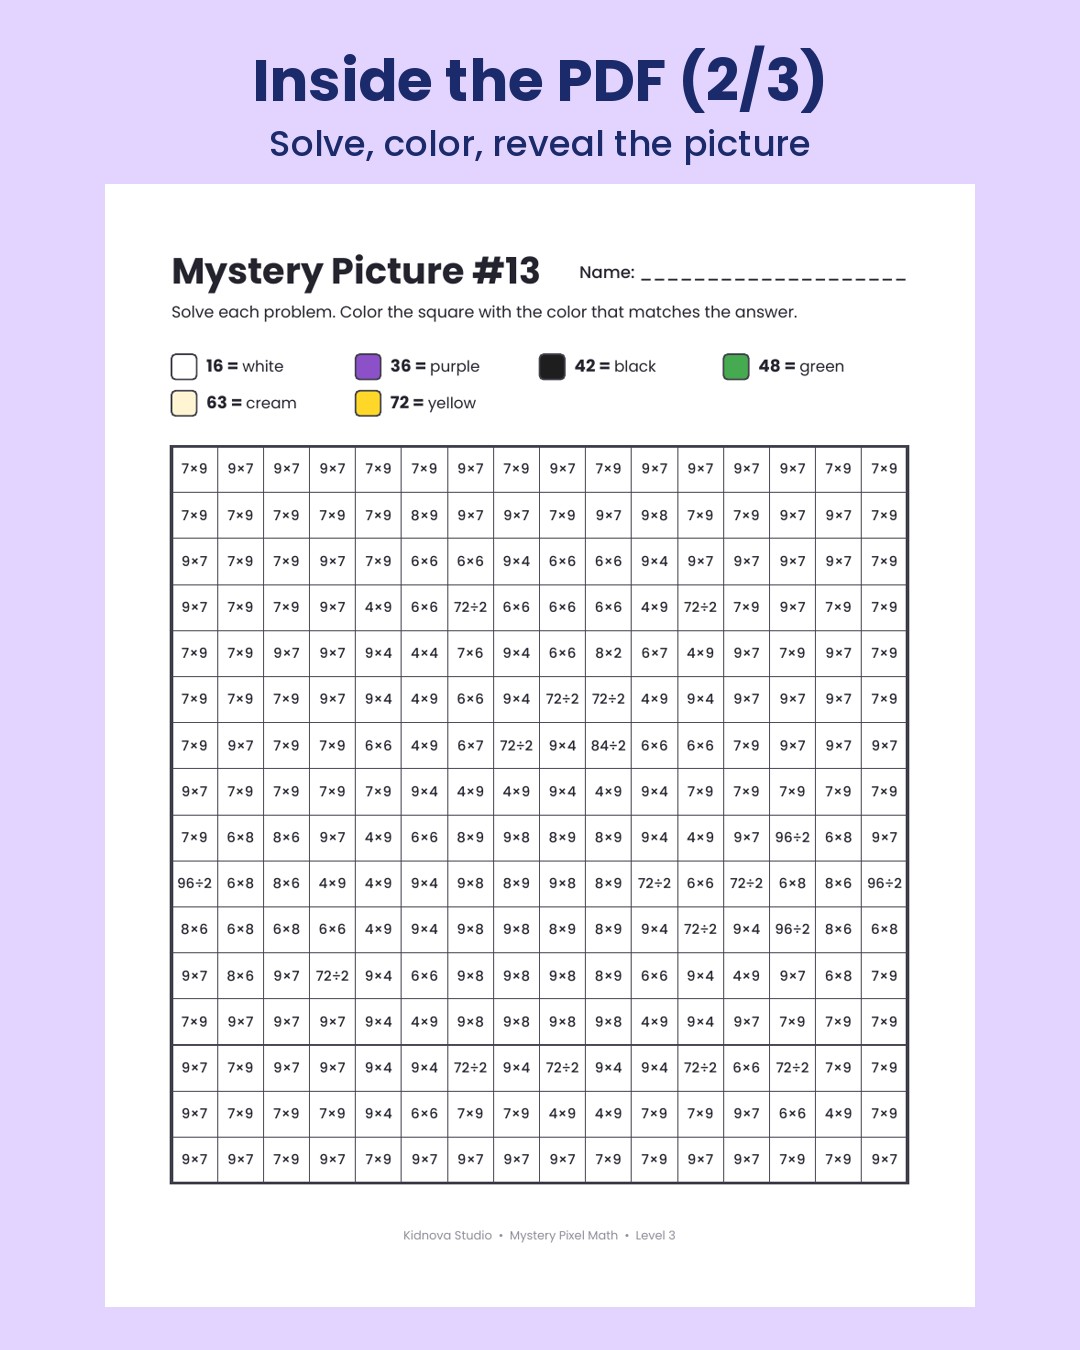 Inside the PDF (2/3)
Solve, color, reveal the picture
Mystery Picture #13 Name: ____________________
Solve each problem. Color the square with the color that matches the answer.
16 = white 36 = purple 42 = black 48 = green
63 = cream 72 = yellow
7×9 9×7 9×7 9×7 7×9 7×9 9×7 7×9 9×7 7×9 9×7 9×7 9×7 9×7 7×9 7×9
7×9 7×9 7×9 7×9 7×9 8×9 9×7 9×7 7×9 9×7 9×8 7×9 7×9 9×7 9×7 7×9
9×7 7×9 7×9 9×7 7×9 6×6 6×6 9×4 6×6 6×6 9×4 9×7 9×7 9×7 9×7 7×9
9×7 7×9 7×9 9×7 4×9 6×6 72÷2 6×6 6×6 6×6 4×9 72÷2 7×9 9×7 7×9 7×9
7×9 7×9 9×7 9×7 9×4 4×4 7×6 9×4 6×6 8×2 6×7 4×9 9×7 7×9 9×7 7×9
7×9 7×9 7×9 9×7 9×4 4×9 6×6 9×4 72÷2 72÷2 4×9 9×4 9×7 9×7 9×7 7×9
7×9 9×7 7×9 7×9 6×6 4×9 6×7 72÷2 9×4 84÷2 6×6 6×6 7×9 9×7 9×7 9×7
9×7 7×9 7×9 7×9 7×9 9×4 4×9 4×9 9×4 4×9 9×4 7×9 7×9 7×9 7×9 7×9
7×9 6×8 8×6 9×7 4×9 6×6 8×9 9×8 8×9 8×9 9×4 4×9 9×7 96÷2 6×8 9×7
96÷2 6×8 8×6 4×9 4×9 9×4 9×8 8×9 9×8 8×9 72÷2 6×6 72÷2 6×8 8×6 96÷2
8×6 6×8 6×8 6×6 4×9 9×4 9×8 9×8 8×9 8×9 9×4 72÷2 9×4 96÷2 8×6 6×8
9×7 8×6 9×7 72÷2 9×4 6×6 9×8 9×8 9×8 8×9 6×6 9×4 4×9 9×7 6×8 7×9
7×9 9×7 9×7 9×7 9×4 4×9 9×8 9×8 9×8 9×8 4×9 9×4 9×7 7×9 7×9 7×9
9×7 7×9 9×7 9×7 9×4 9×4 72÷2 9×4 72÷2 9×4 9×4 72÷2 6×6 72÷2 7×9 7×9
9×7 7×9 7×9 7×9 9×4 6×6 7×9 7×9 4×9 4×9 7×9 7×9 9×7 6×6 4×9 7×9
9×7 9×7 7×9 9×7 7×9 9×7 9×7 9×7 9×7 7×9 7×9 9×7 9×7 7×9 7×9 9×7
Kidnova Studio • Mystery Pixel Math • Level 3